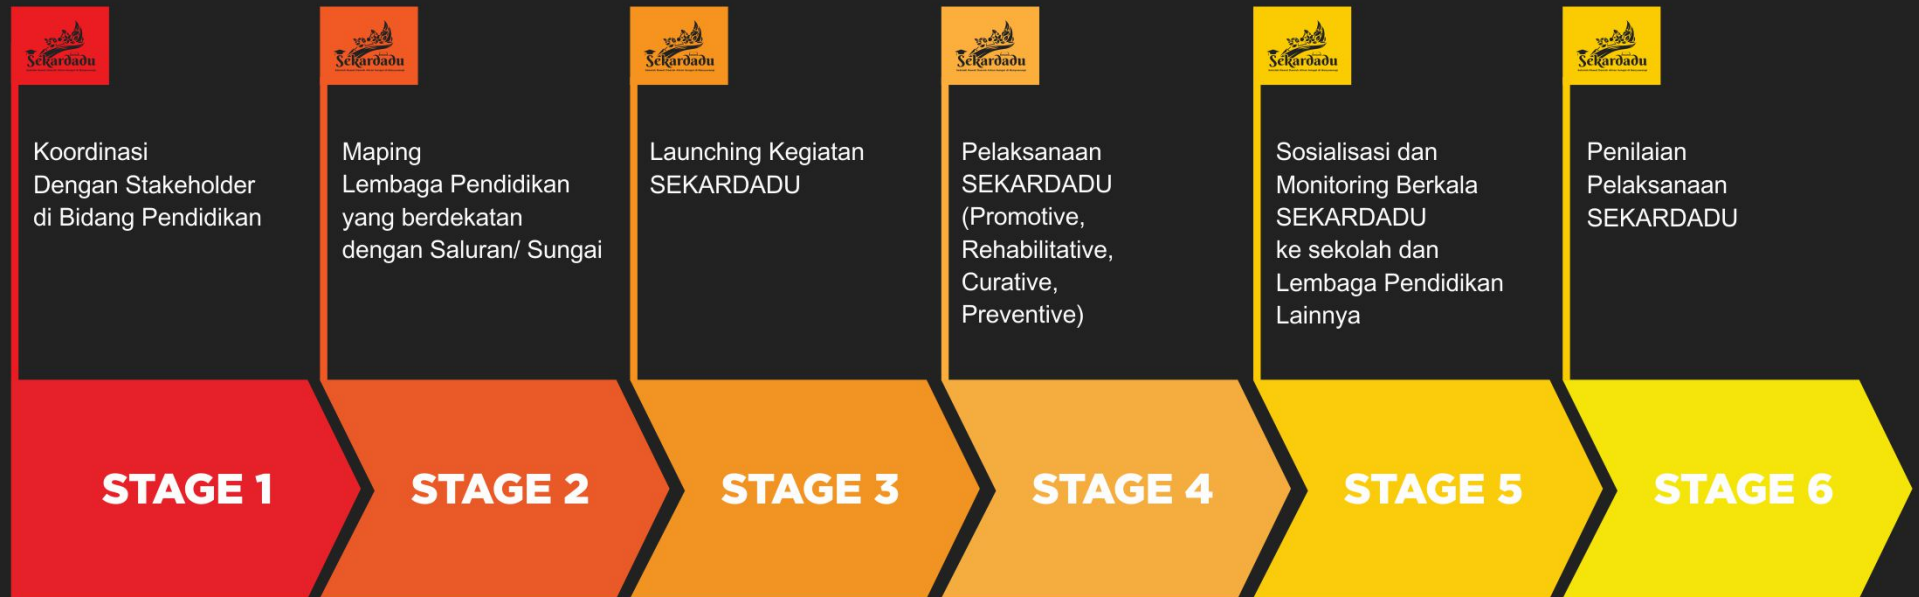 Sekardadu
Koordinasi
Dengan Stakeholder
di Bidang Pendidikan
STAGE 1
Sekardadu
Maping
Lembaga Pendidikan
yang berdekatan
dengan Saluran/ Sungai
STAGE 2
Sekardadu
Launching Kegiatan
SEKARDADU
STAGE 3
Sekardadu
Pelaksanaan
SEKARDADU
(Promotive,
Rehabilitative,
Curative,
Preventive)
STAGE 4
Sekardadu
Sosialisasi dan
Monitoring Berkala
SEKARDADU
ke sekolah dan
Lembaga Pendidikan
Lainnya
STAGE 5
Sekardadu
Penilaian
Pelaksanaan
SEKARDADU
STAGE 6